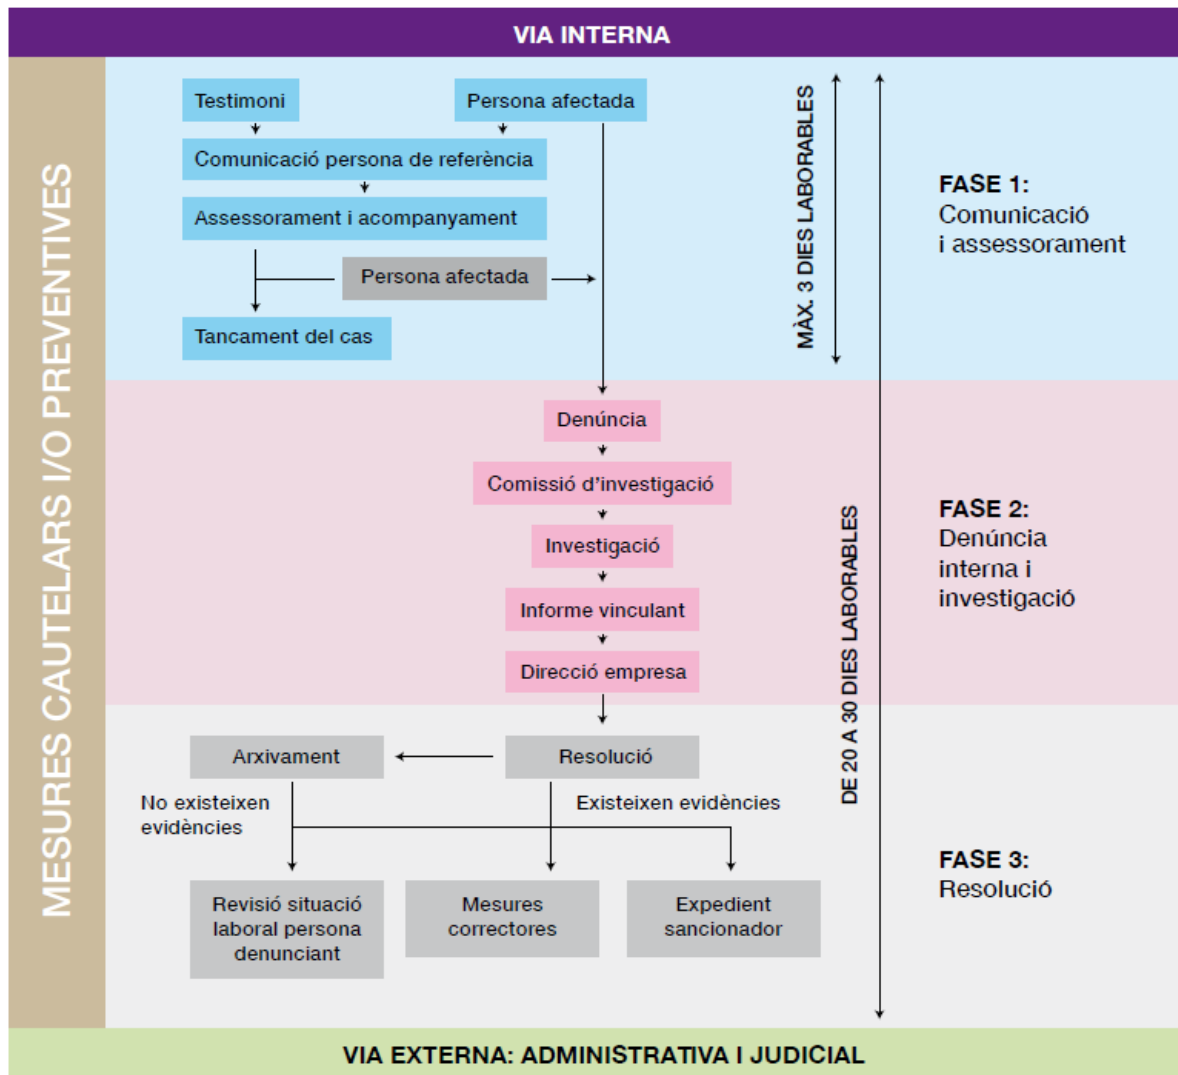 VIA INTERNA
MESURES CAUTELARS I/O PREVENTIVES
Testimoni
Persona afectada
Comunicació persona de referència
Assessorament i acompanyament
Persona afectada
Tancament del cas
MÀX. 3 DIES LABORABLES
FASE 1:
Comunicació
i assessorament
Denúncia
Comissió d'investigació
Investigació
Informe vinculant
Direcció empresa
DE 20 A 30 DIES LABORABLES
FASE 2:
Denúncia
interna i
investigació
Arxivament
Resolució
No existeixen
evidències
Existeixen evidències
Revisió situació
laboral persona
denunciant
Mesures
correctores
Expedient
sancionador
FASE 3:
Resolució
VIA EXTERNA: ADMINISTRATIVA I JUDICIAL